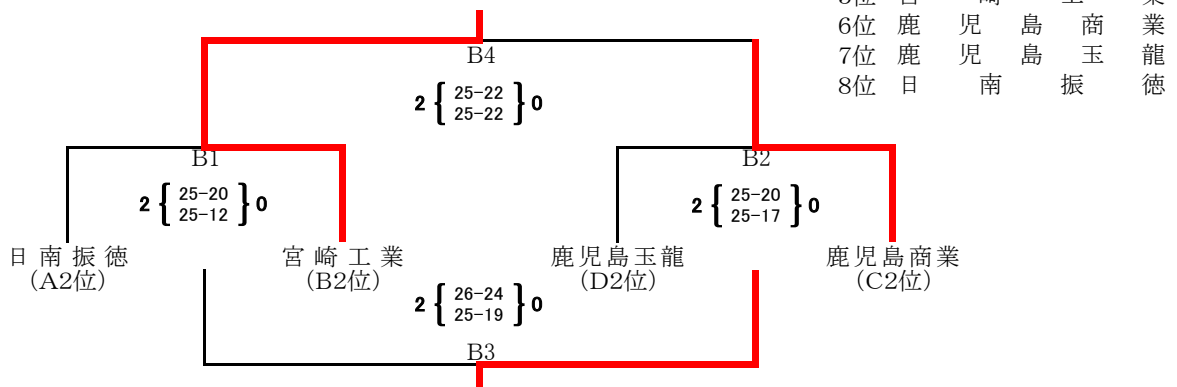 6位 鹿児島商業
7位 鹿児島玉龍
8位 日南振徳
B4
2 { 25-22 25-22 } 0
B1
2 { 25-20 25-12 } 0
B2
2 { 25-20 25-17 } 0
日南振徳
(A2位)
宮崎工業
(B2位)
鹿児島玉龍
(D2位)
鹿児島商業
(C2位)
2 { 26-24 25-19 } 0
B3